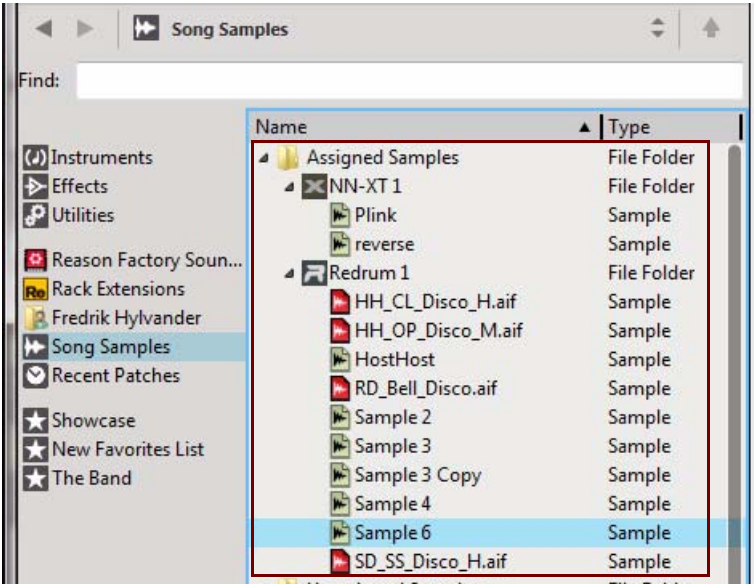 Song Samples
Find:
Name Type
Instruments
Effects
Utilities
Reason Factory Soun...
Re Rack Extensions
Fredrik Hylvander
Song Samples
Recent Patches
Showcase
New Favorites List
The Band
Assigned Samples File Folder
NN-XT 1 File Folder
Plink Sample
reverse Sample
Redrum 1 File Folder
HH_CL_Disco_H.aif Sample
HH_OP_Disco_M.aif Sample
HostHost Sample
RD_Bell_Disco.aif Sample
Sample 2 Sample
Sample 3 Sample
Sample 3 Copy Sample
Sample 4 Sample
Sample 6 Sample
SD_SS_Disco_H.aif Sample